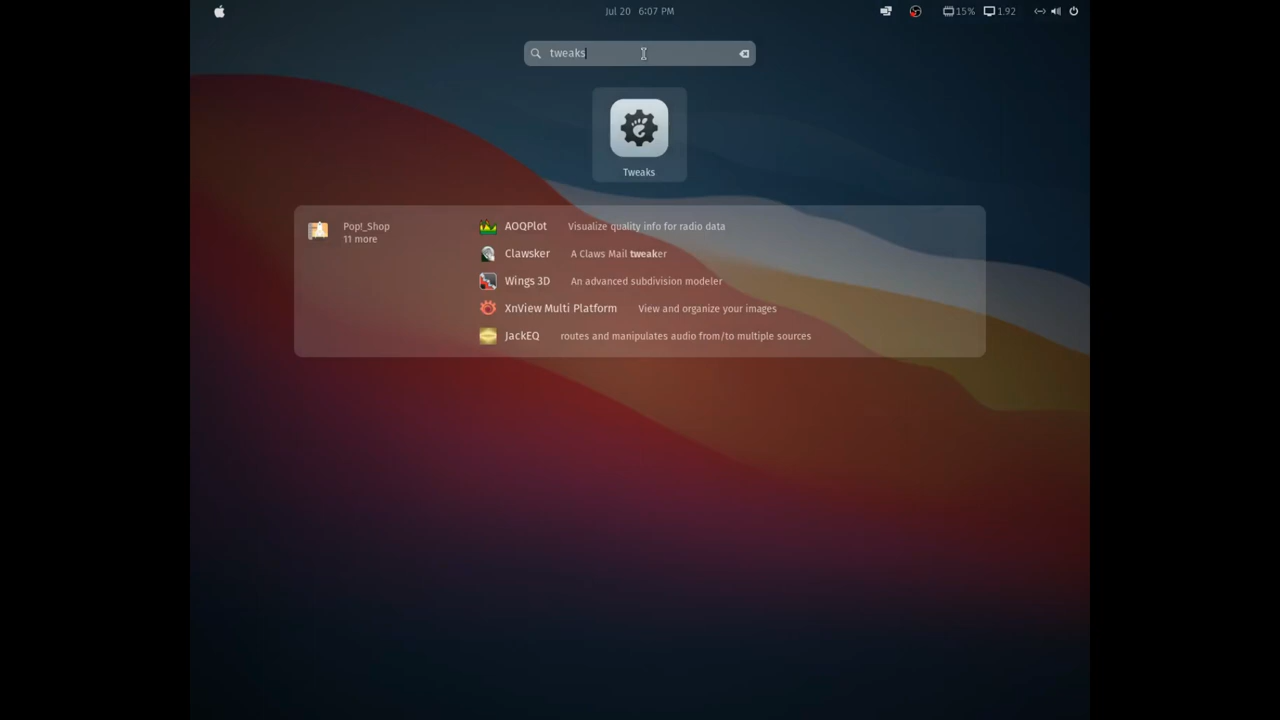 Jul 20 6:07 PM
15% 1.92
tweaks
Tweaks
Pop!_Shop
11 more
AOQPlot Visualize quality info for radio data
Clawsker A Claws Mail tweaker
Wings 3D An advanced subdivision modeler
XnView Multi Platform View and organize your images
JackEQ routes and manipulates audio from/to multiple sources